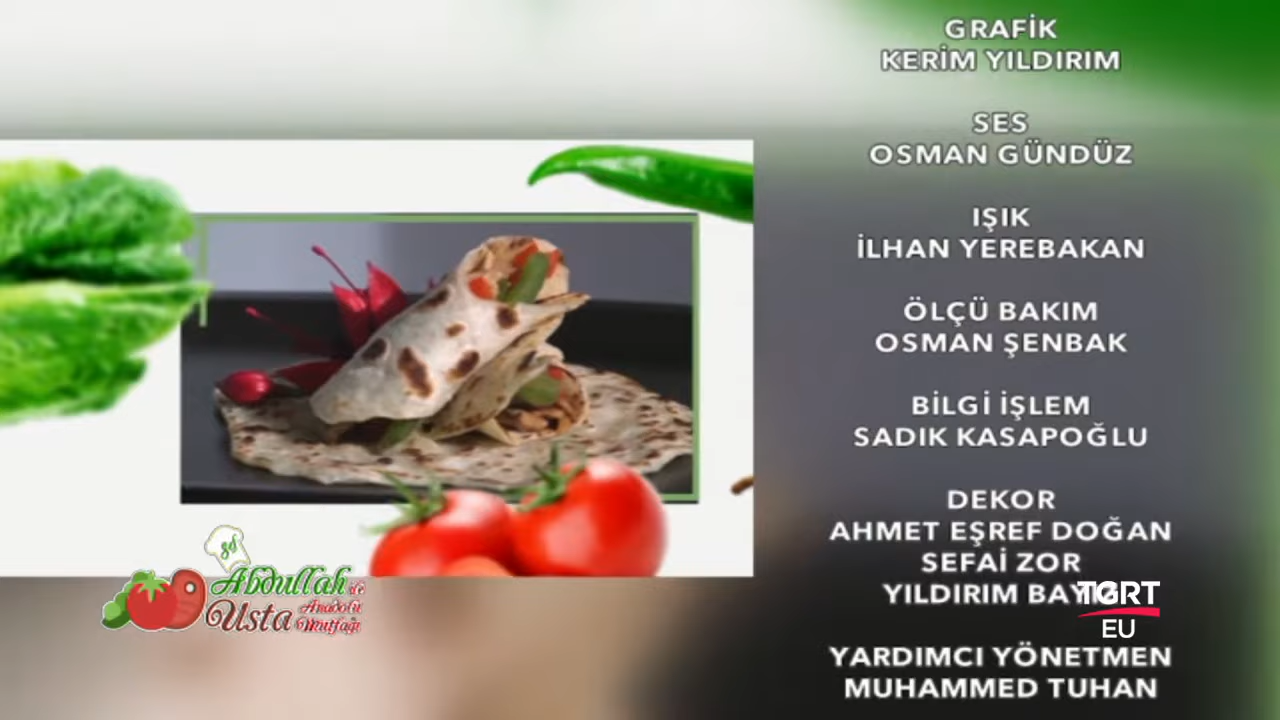 GRAFİK
KERİM YILDIRIM
SES
OSMAN GÜNDÜZ
IŞIK
İLHAN YEREBAKAN
ÖLÇÜ BAKIM
OSMAN ŞENBAK
BİLGİ İŞLEM
SADIK KASAPOĞLU
DEKOR
AHMET EŞREF DOĞAN
SEFAİ ZOR
YILDIRIM
YARDIMCI YÖNETMEN
MUHAMMED TUHAN
Abdullah
Usta ile
Anadolu
Mutfağı
TGRT
EU